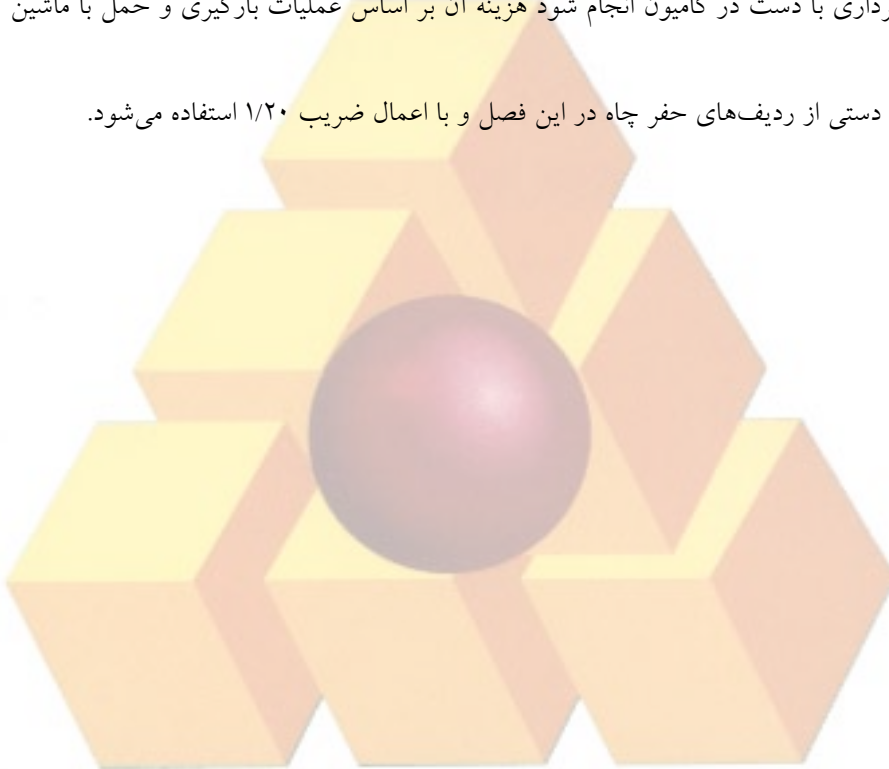 برداری با دست در کامیون انجام شود هزینه آن بر اساس عملیات بارگیری و حمل با ماشین
دستی از ردیف‌های حفر چاه در این فصل و با اعمال ضریب ۱/۲۰ استفاده می‌شود.